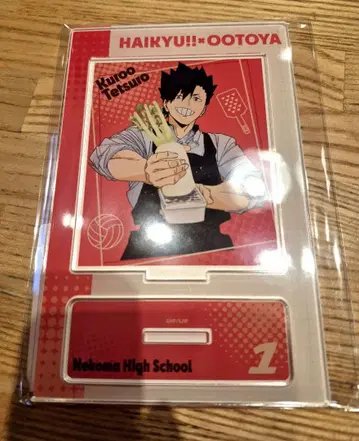 HAIKYU!!×OOTOYA
Kuroo
Tetsuro
Nekoma High School
1